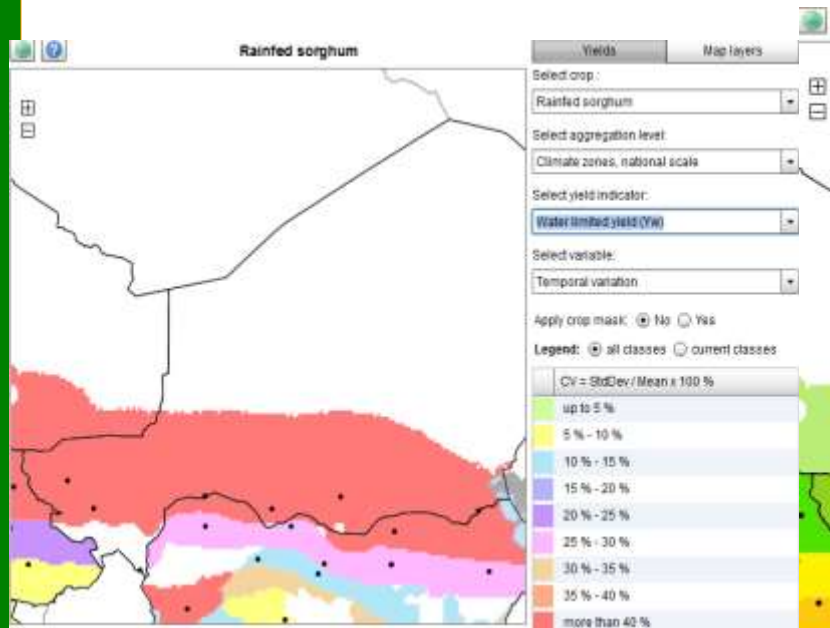 Rainfed sorghum
Yields
Map layers
Select crop :
Rainfed sorghum
Select aggregation level:
Climate zones, national scale
Select yield indicator:
Water limited yield (Yw)
Select variable:
Temporal variation
Apply crop mask: No Yes
Legend: all classes current classes
CV = StdDev / Mean x 100 %
up to 5 %
5 % - 10 %
10 % - 15 %
15 % - 20 %
20 % - 25 %
25 % - 30 %
30 % - 35 %
35 % - 40 %
more than 40 %